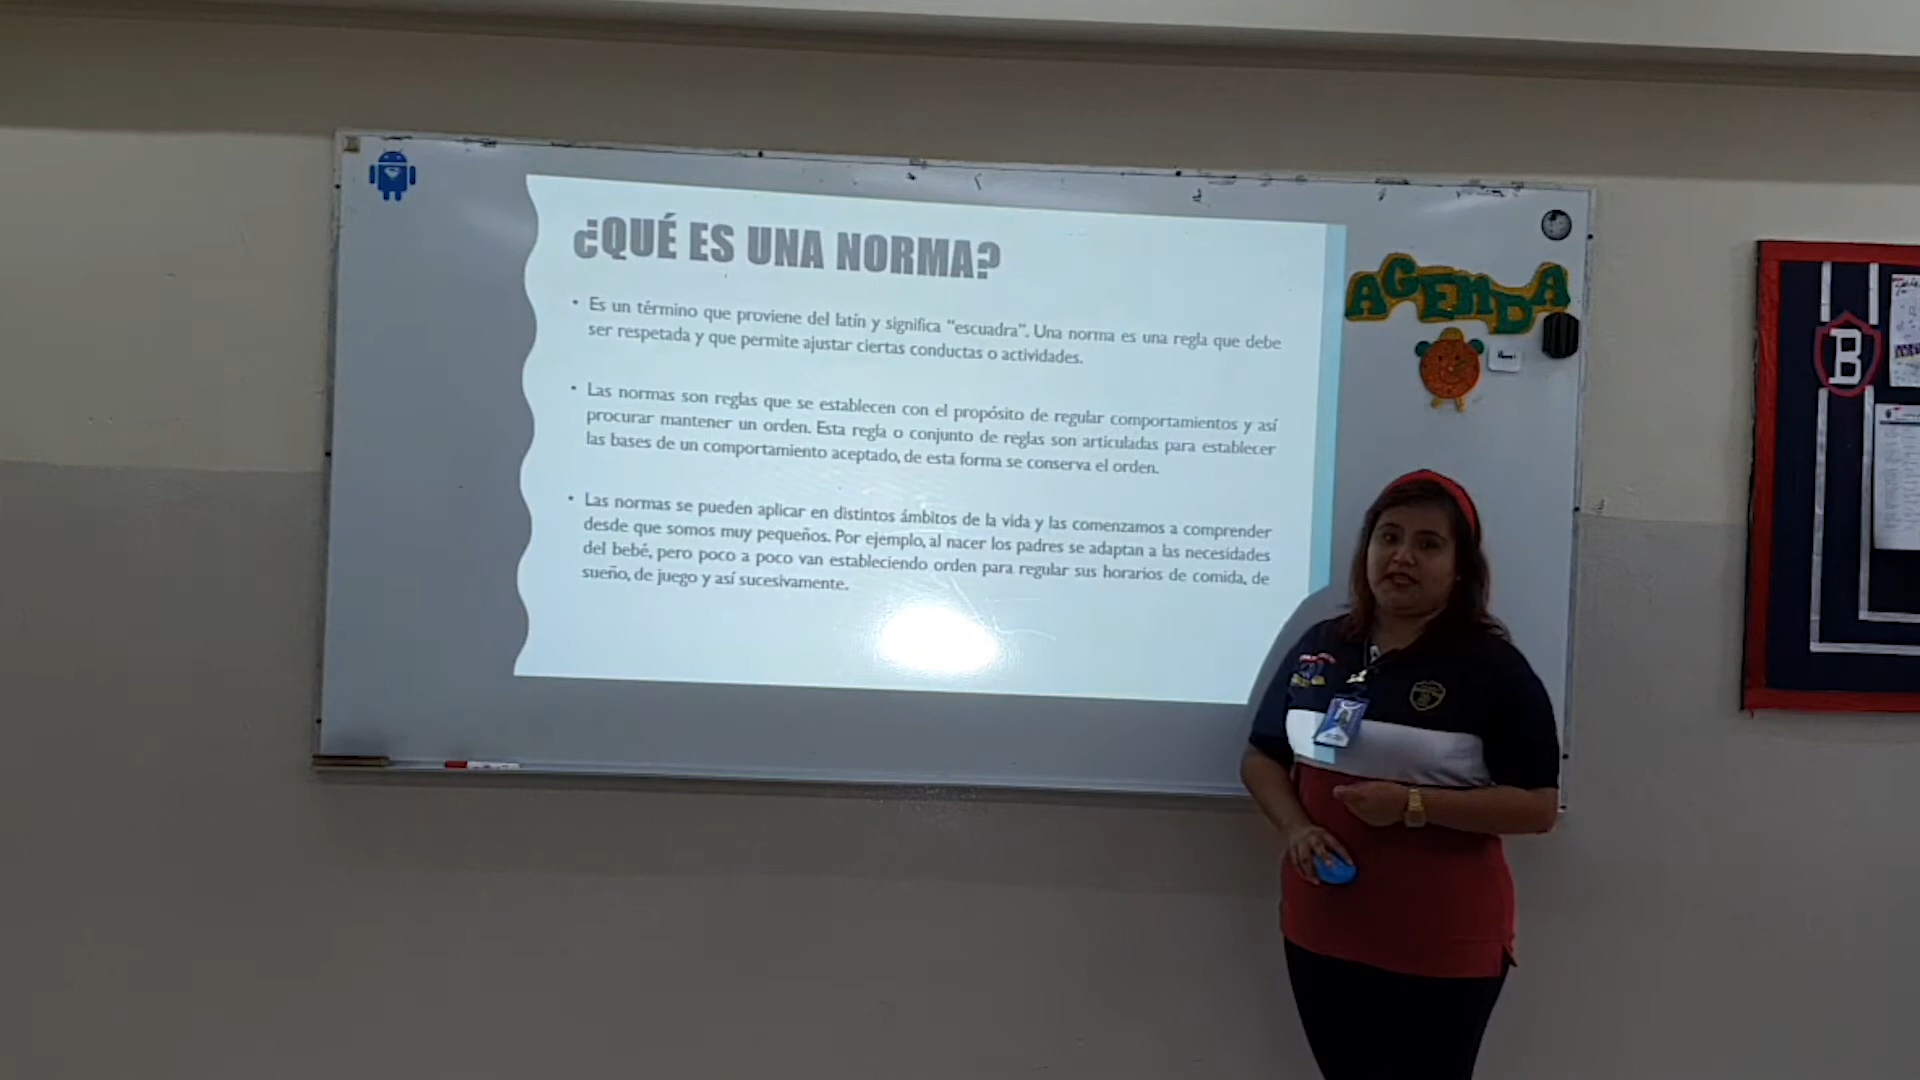 ¿QUÉ ES UNA NORMA?
• Es un término que proviene del latín y significa "escuadra". Una norma es una regla que debe
ser respetada y que permite ajustar ciertas conductas o actividades.
• Las normas son reglas que se establecen con el propósito de regular comportamientos y así
procurar mantener un orden. Esta regla o conjunto de reglas son articuladas para establecer
las bases de un comportamiento aceptado, de esta forma se conserva el orden.
• Las normas se pueden aplicar en distintos ámbitos de la vida y las comenzamos a comprender
desde que somos muy pequeños. Por ejemplo, al nacer los padres se adaptan a las necesidades
del bebé, pero poco a poco van estableciendo orden para regular sus horarios de comida, de
sueño, de juego y así sucesivamente.
AGENDA
B